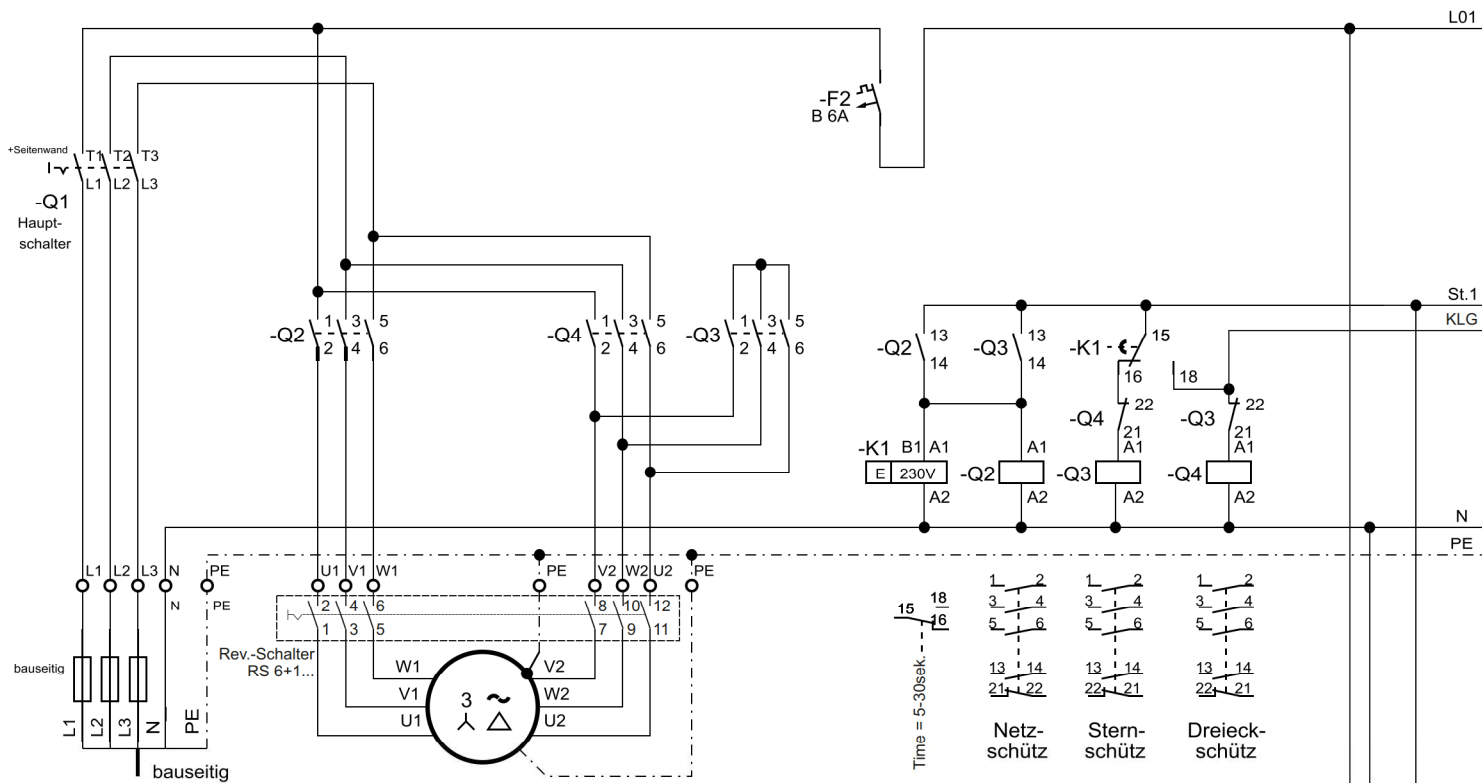 L01
-F2
B 6A
+Seitenwand
T1 T2 T3
L1 L2 L3
-Q1
Haupt-
schalter
St.1
KLG
-Q2 1 3 5
2 4 6
-Q4 1 3 5
2 4 6
-Q3 1 3 5
2 4 6
-Q2 13
14
-Q3 13
14
-K1 15
16
18
-Q4 22
21
-Q3 22
21
-K1 B1 A1
E 230V
A2
-Q2 A1
A2
-Q3 A1
A2
-Q4 A1
A2
N
PE
L1 L2 L3 N PE
N PE
U1 V1 W1 PE V2 W2 U2 PE
2 4 6 8 10 12
1 3 5 7 9 11
Rev.-Schalter
RS 6+1...
bauseitig
L1 L2 L3 N PE
bauseitig
W1 V2
V1 W2
U1 U2
3
15 18
16
Time = 5-30sek.
1 2
3 4
5 6
13 14
21 22
Netz-
schütz
1 2
3 4
5 6
13 14
22 21
Stern-
schütz
1 2
3 4
5 6
13 14
22 21
Dreieck-
schütz